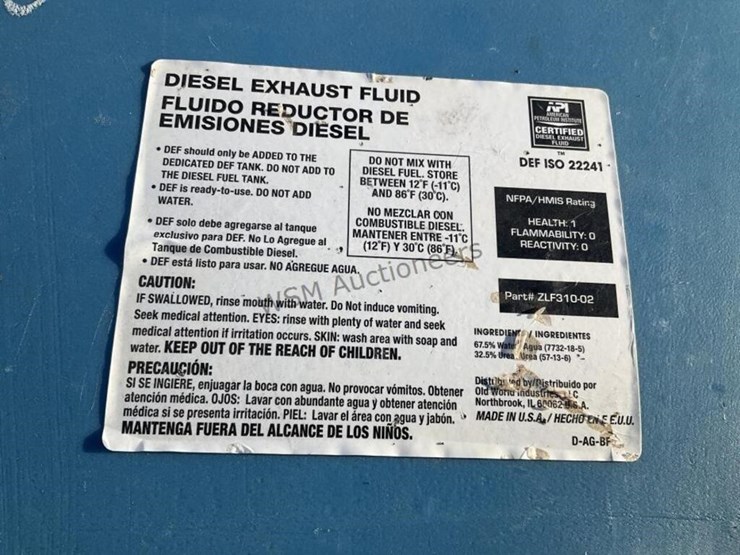 DIESEL EXHAUST FLUID
FLUIDO REDUCTOR DE
EMISIONES DIESEL
• DEF should only be ADDED TO THE
DEDICATED DEF TANK. DO NOT ADD TO
THE DIESEL FUEL TANK.
• DEF is ready-to-use. DO NOT ADD
WATER.
• DEF solo debe agregarse al tanque
exclusivo para DEF. No Lo Agregue al
Tanque de Combustible Diesel.
• DEF está listo para usar. NO AGREGUE AGUA.
DO NOT MIX WITH
DIESEL FUEL. STORE
BETWEEN 12°F (-11°C)
AND 86°F (30°C).
NO MEZCLAR CON
COMBUSTIBLE DIESEL.
MANTENER ENTRE -11°C
(12°F) Y 30°C (86°F).
API
AMERICAN
PETROLEUM INSTITUTE
CERTIFIED
DIESEL EXHAUST
FLUID
TM
DEF ISO 22241
NFPA/HMIS Rating
HEALTH: 1
FLAMMABILITY: 0
REACTIVITY: 0
Part# ZLF310-02
CAUTION:
IF SWALLOWED, rinse mouth with water. Do Not induce vomiting.
Seek medical attention. EYES: rinse with plenty of water and seek
medical attention if irritation occurs. SKIN: wash area with soap and
water. KEEP OUT OF THE REACH OF CHILDREN.
PRECAUCIÓN:
SI SE INGIERE, enjuagar la boca con agua. No provocar vómitos. Obtener
atención médica. OJOS: Lavar con abundante agua y obtener atención
médica si se presenta irritación. PIEL: Lavar el área con agua y jabón.
MANTENGA FUERA DEL ALCANCE DE LOS NIÑOS.
INGREDIENTS / INGREDIENTES
67.5% Water Agua (7732-18-5)
32.5% Urea Urea (57-13-6)
Distributed by/Distribuido por
Old World Industries, LLC
Northbrook, IL 60062 U.S.A.
MADE IN U.S.A. / HECHO EN E.E.U.U.
D-AG-BF
WSM Auctioneers